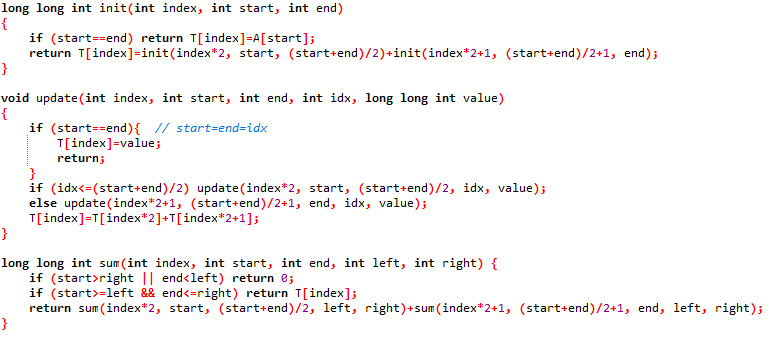 long long int init(int index, int start, int end)
{
    if (start==end) return T[index]=A[start];
    return T[index]=init(index*2, start, (start+end)/2)+init(index*2+1, (start+end)/2+1, end);
}

void update(int index, int start, int end, int idx, long long int value)
{
    if (start==end){  // start=end=idx
        T[index]=value;
        return;
    }
    if (idx<=(start+end)/2) update(index*2, start, (start+end)/2, idx, value);
    else update(index*2+1, (start+end)/2+1, end, idx, value);
    T[index]=T[index*2]+T[index*2+1];
}

long long int sum(int index, int start, int end, int left, int right) {
    if (start>right || end<left) return 0;
    if (start>=left && end<=right) return T[index];
    return sum(index*2, start, (start+end)/2, left, right)+sum(index*2+1, (start+end)/2+1, end, left, right);
}